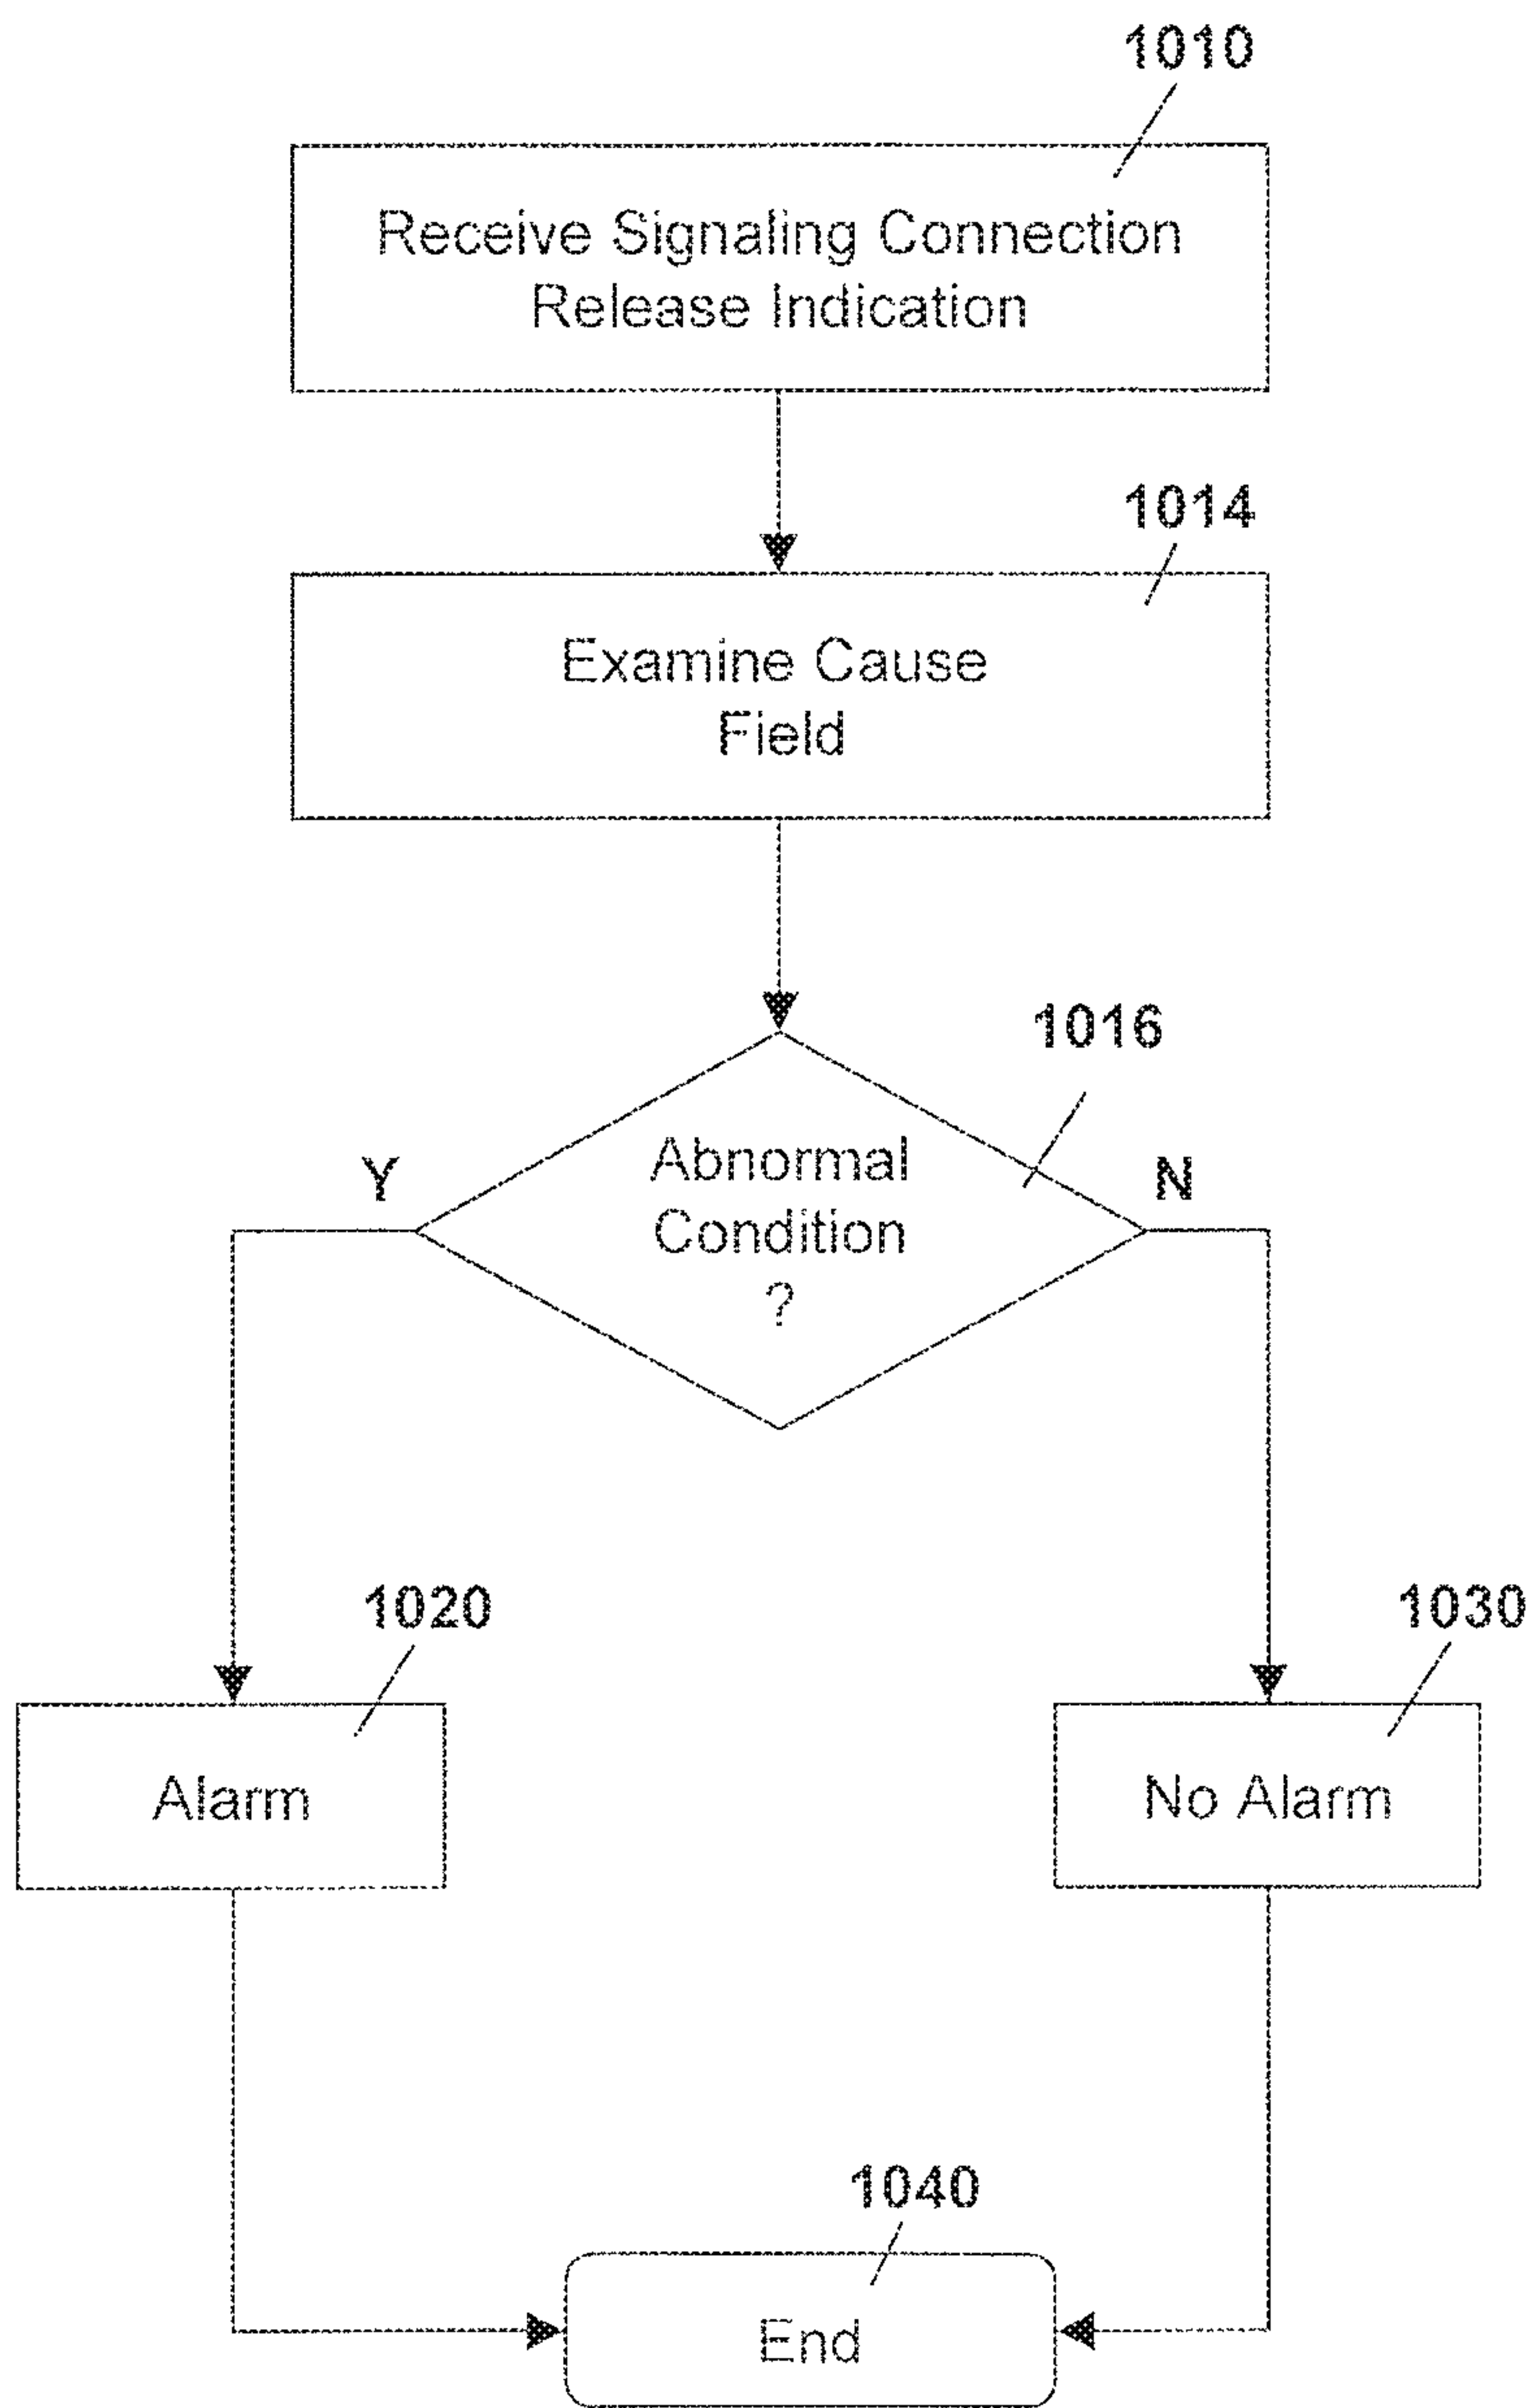 1010
Receive Signaling Connection
Release Indication
1014
Examine Cause
Field
1016
Abnormal
Condition
?
Y
N
1020
Alarm
1030
No Alarm
1040
End